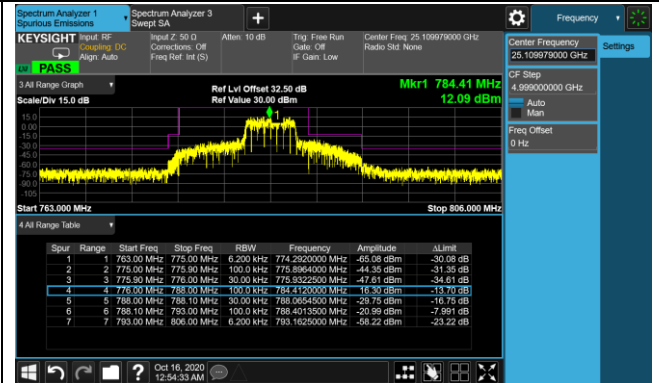 Spectrum Analyzer 1
Spurious Emissions
Spectrum Analyzer 3
Swept SA
Frequency
KEYSIGHT
Input: RF
Coupling: DC
Align: Auto
Input Z: 50 Ω
Corrections: Off
Freq Ref: Int (S)
Atten: 10 dB
Trig: Free Run
Gate: Off
IF Gain: Low
Center Freq: 25.109979000 GHz
Radio Std: None
PASS
Center Frequency
25.109979000 GHz
Settings
CF Step
4.999000000 GHz
Auto
Man
Freq Offset
0 Hz
3 All Range Graph
Scale/Div 15.0 dB
Ref Lvl Offset 32.50 dB
Ref Value 30.00 dBm
Mkr1 784.41 MHz
12.09 dBm
1
15.0
0.00
-15.0
-30.0
-45.0
-60.0
-75.0
-90.0
-105
Start 763.000 MHz
Stop 806.000 MHz
4 All Range Table
Spur Range Start Freq Stop Freq RBW Frequency Amplitude ΔLimit
1 1 763.00 MHz 775.00 MHz 6.200 kHz 774.2920000 MHz -65.08 dBm -30.08 dB
2 2 775.00 MHz 775.90 MHz 100.0 kHz 775.8964000 MHz -44.35 dBm -31.35 dB
3 3 775.90 MHz 776.00 MHz 30.00 kHz 775.9322500 MHz -47.61 dBm -34.61 dB
4 4 776.00 MHz 788.00 MHz 100.0 kHz 784.4120000 MHz 16.30 dBm -13.70 dB
5 5 788.00 MHz 788.10 MHz 30.00 kHz 788.0654500 MHz -29.75 dBm -16.75 dB
6 6 788.10 MHz 793.00 MHz 100.0 kHz 788.4013500 MHz -20.99 dBm -7.991 dB
7 7 793.00 MHz 806.00 MHz 6.200 kHz 793.1625000 MHz -58.22 dBm -23.22 dB
Oct 16, 2020
12:54:33 AM